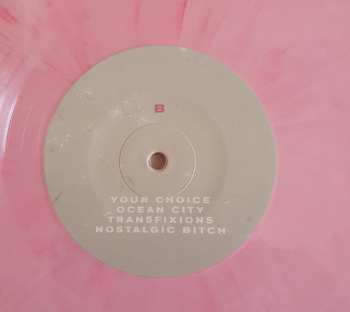 B
YOUR CHOICE
OCEAN CITY
TRANSFIXIONS
NOSTALGIC BITCH